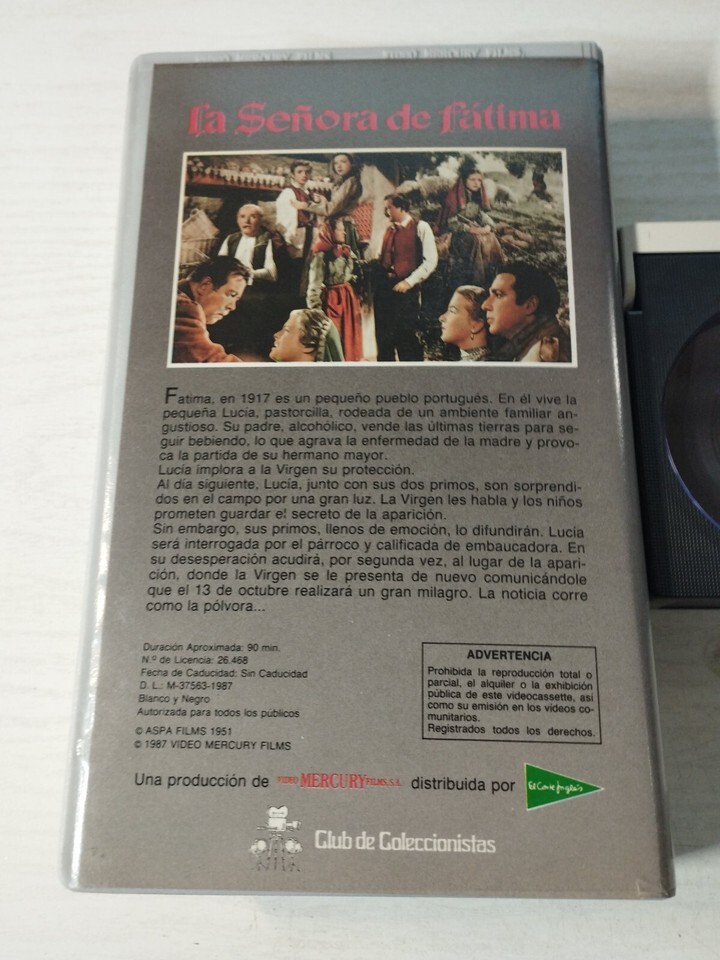 La Señora de Fátima
Fatima, en 1917 es un pequeño pueblo portugués. En él vive la
pequeña Lucía, pastorcilla, rodeada de un ambiente familiar an-
gustioso. Su padre, alcohólico, vende las últimas tierras para se-
guir bebiendo, lo que agrava la enfermedad de la madre y provo-
ca la partida de su hermano mayor.
Lucía implora a la Virgen su protección.
Al día siguiente, Lucía, junto con sus dos primos, son sorprendi-
dos en el campo por una gran luz. La Virgen les habla y los niños
prometen guardar el secreto de la aparición.
Sin embargo, sus primos, llenos de emoción, lo difundirán. Lucía
será interrogada por el párroco y calificada de embaucadora. En
su desesperación acudirá, por segunda vez, al lugar de la apari-
ción, donde la Virgen se le presenta de nuevo comunicándole
que el 13 de octubre realizará un gran milagro. La noticia corre
como la pólvora...
Duración Aproximada: 90 min.
N.º de Licencia: 26.468
Fecha de Caducidad: Sin Caducidad
D. L.: M-37563-1987
Blanco y Negro
Autorizada para todos los públicos
© ASPA FILMS 1951
© 1987 VIDEO MERCURY FILMS
ADVERTENCIA
Prohibida la reproducción total o
parcial, el alquiler o la exhibición
pública de este videocassette, asi
como su emisión en los videos co-
munitarios.
Registrados todos los derechos.
Una producción de VIDEO MERCURY FILMS, S.A. distribuida por El Corte Inglés
Club de Coleccionistas